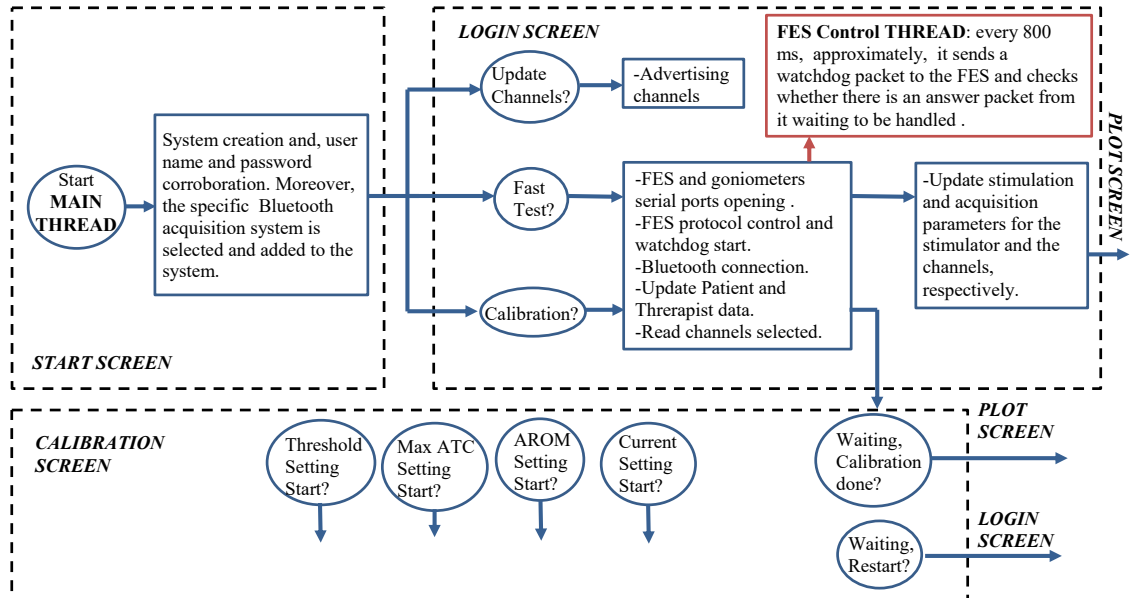 LOGIN SCREEN
FES Control THREAD: every 800
ms, approximately, it sends a
watchdog packet to the FES and checks
whether there is an answer packet from
it waiting to be handled .
Update
Channels?
-Advertising
channels
PLOT SCREEN
System creation and, user
name and password
corroboration. Moreover,
the specific Bluetooth
acquisition system is
selected and added to the
system.
Start
MAIN
THREAD
Fast
Test?
-FES and goniometers
serial ports opening .
-FES protocol control and
watchdog start.
-Bluetooth connection.
-Update Patient and
Threrapist data.
-Read channels selected.
-Update stimulation
and acquisition
parameters for the
stimulator and the
channels,
respectively.
Calibration?
START SCREEN
CALIBRATION
SCREEN
Threshold
Setting
Start?
Max ATC
Setting
Start?
AROM
Setting
Start?
Current
Setting
Start?
Waiting,
Calibration
done?
PLOT
SCREEN
Waiting,
Restart?
LOGIN
SCREEN